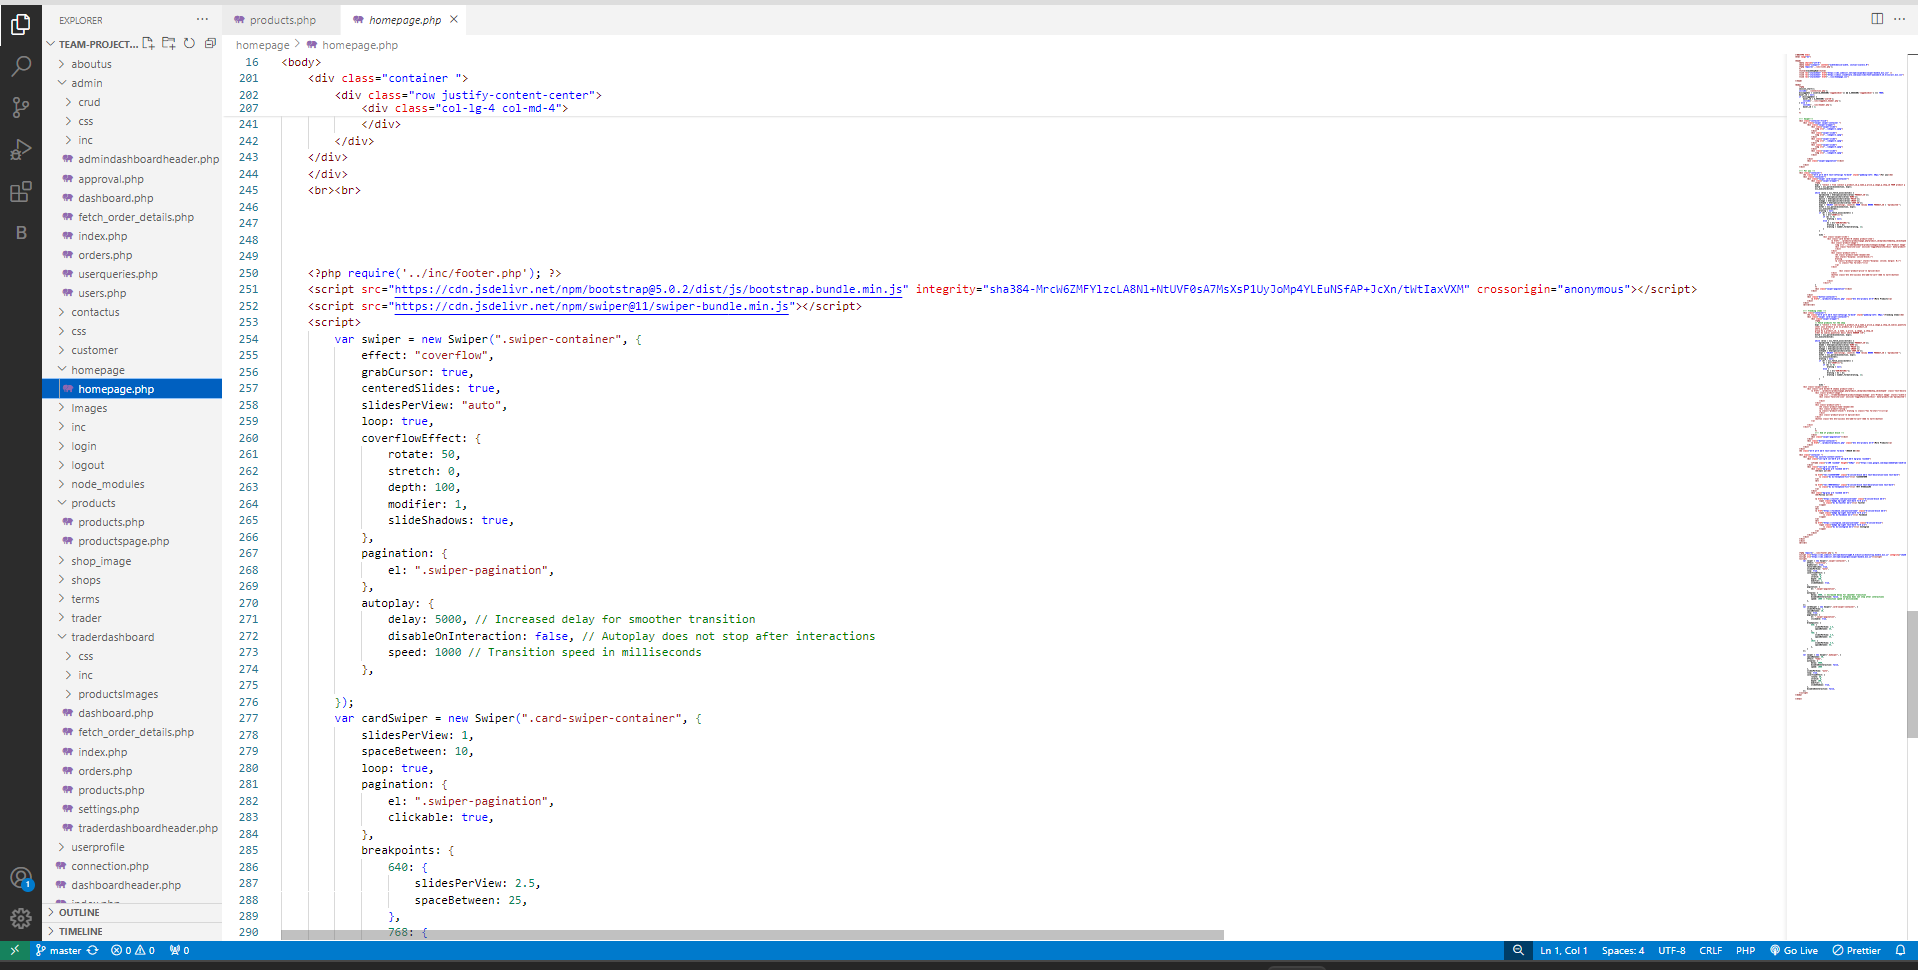 EXPLORER
TEAM-PROJECT...
aboutus
admin
crud
css
inc
admindashboardheader.php
approval.php
dashboard.php
fetch_order_details.php
index.php
orders.php
userqueries.php
users.php
contactus
css
customer
homepage
homepage.php
Images
inc
login
logout
node_modules
products
products.php
productspage.php
shop_image
shops
terms
trader
traderdashboard
css
inc
productsImages
dashboard.php
fetch_order_details.php
index.php
orders.php
products.php
settings.php
traderdashboardheader.php
userprofile
connection.php
dashboardheader.php
OUTLINE
TIMELINE
products.php
homepage.php
homepage > homepage.php
16 <body>
201 <div class="container ">
202 <div class="row justify-content-center">
207 <div class="col-lg-4 col-md-4">
241 </div>
242 </div>
243 </div>
244 </div>
245 <br><br>
246
247
248
249
250 <?php require('../inc/footer.php'); ?>
251 <script src="https://cdn.jsdelivr.net/npm/bootstrap@5.0.2/dist/js/bootstrap.bundle.min.js" integrity="sha384-MrcW6ZMFYlzcLA8Nl+NtUVF0sA7MsXsP1UyJoMp4YLEuNSfAP+JcXn/tWtIaxVXM" crossorigin="anonymous"></script>
252 <script src="https://cdn.jsdelivr.net/npm/swiper@11/swiper-bundle.min.js"></script>
253 <script>
254 var swiper = new Swiper(".swiper-container", {
255 effect: "coverflow",
256 grabCursor: true,
257 centeredSlides: true,
258 slidesPerView: "auto",
259 loop: true,
260 coverflowEffect: {
261 rotate: 50,
262 stretch: 0,
263 depth: 100,
264 modifier: 1,
265 slideShadows: true,
266 },
267 pagination: {
268 el: ".swiper-pagination",
269 },
270 autoplay: {
271 delay: 5000, // Increased delay for smoother transition
272 disableOnInteraction: false, // Autoplay does not stop after interactions
273 speed: 1000 // Transition speed in milliseconds
274 },
275
276 });
277 var cardSwiper = new Swiper(".card-swiper-container", {
278 slidesPerView: 1,
279 spaceBetween: 10,
280 loop: true,
281 pagination: {
282 el: ".swiper-pagination",
283 clickable: true,
284 },
285 breakpoints: {
286 640: {
287 slidesPerView: 2.5,
288 spaceBetween: 25,
289 },
290 768: {
B
1
master 0 0 0 Ln 1, Col 1 Spaces: 4 UTF-8 CRLF PHP Go Live Prettier